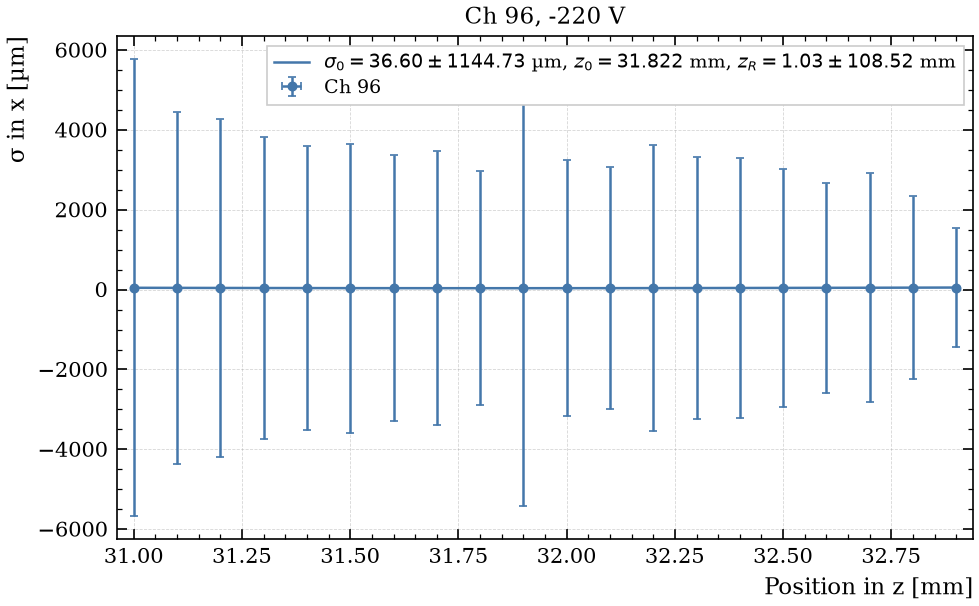 Ch 96, -220 V
σ in x [µm]
6000
4000
2000
0
−2000
−4000
−6000
σ₀ = 36.60 ± 1144.73 µm, z₀ = 31.822 mm, z_R = 1.03 ± 108.52 mm
Ch 96
31.00 31.25 31.50 31.75 32.00 32.25 32.50 32.75
Position in z [mm]